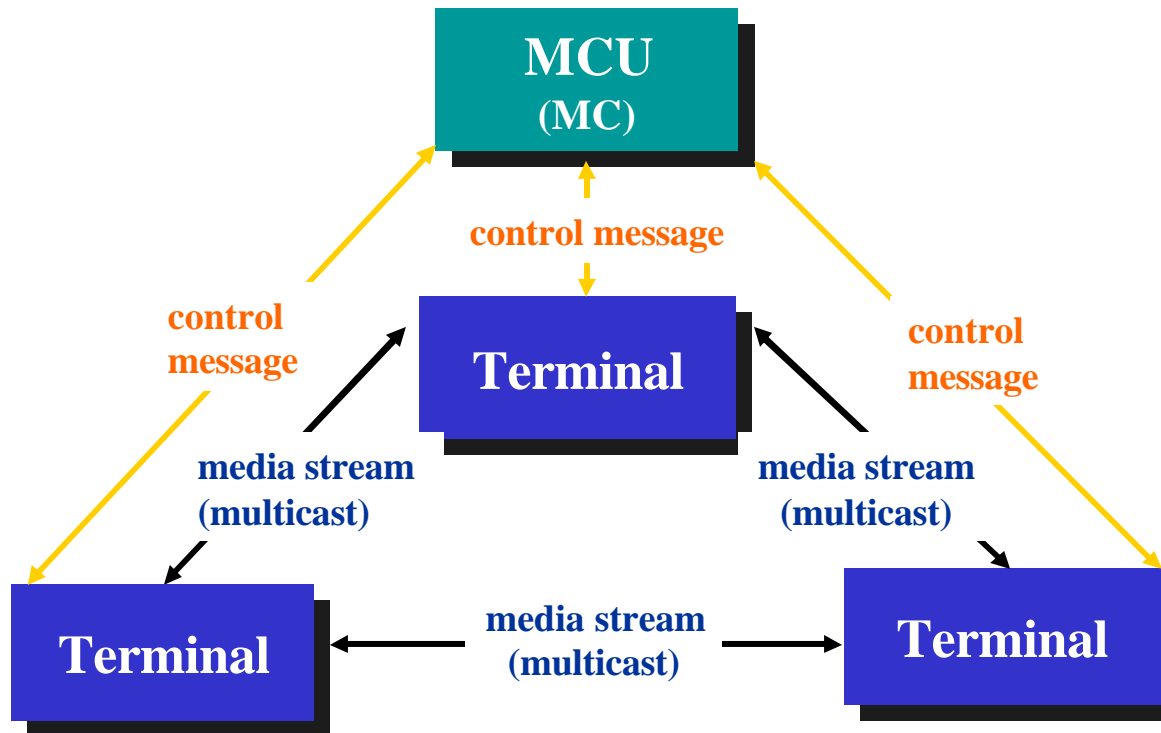 MCU
(MC)
control message
control
message
control
message
Terminal
media stream
(multicast)
media stream
(multicast)
Terminal
media stream
(multicast)
Terminal